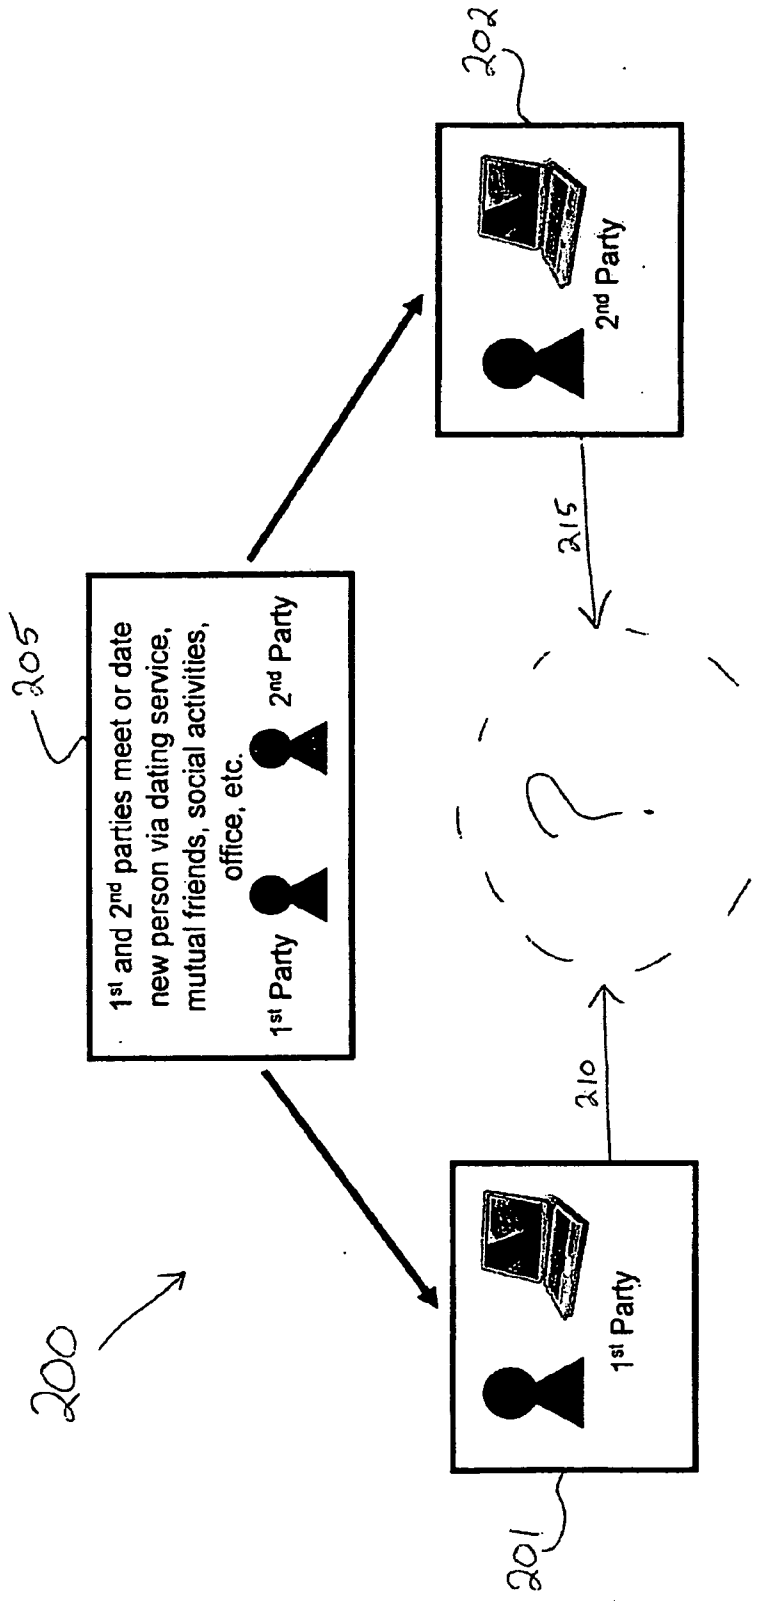 200
205
1st and 2nd parties meet or date
new person via dating service,
mutual friends, social activities,
office, etc.
1st Party
2nd Party
201
1st Party
210
?
215
2nd Party
202